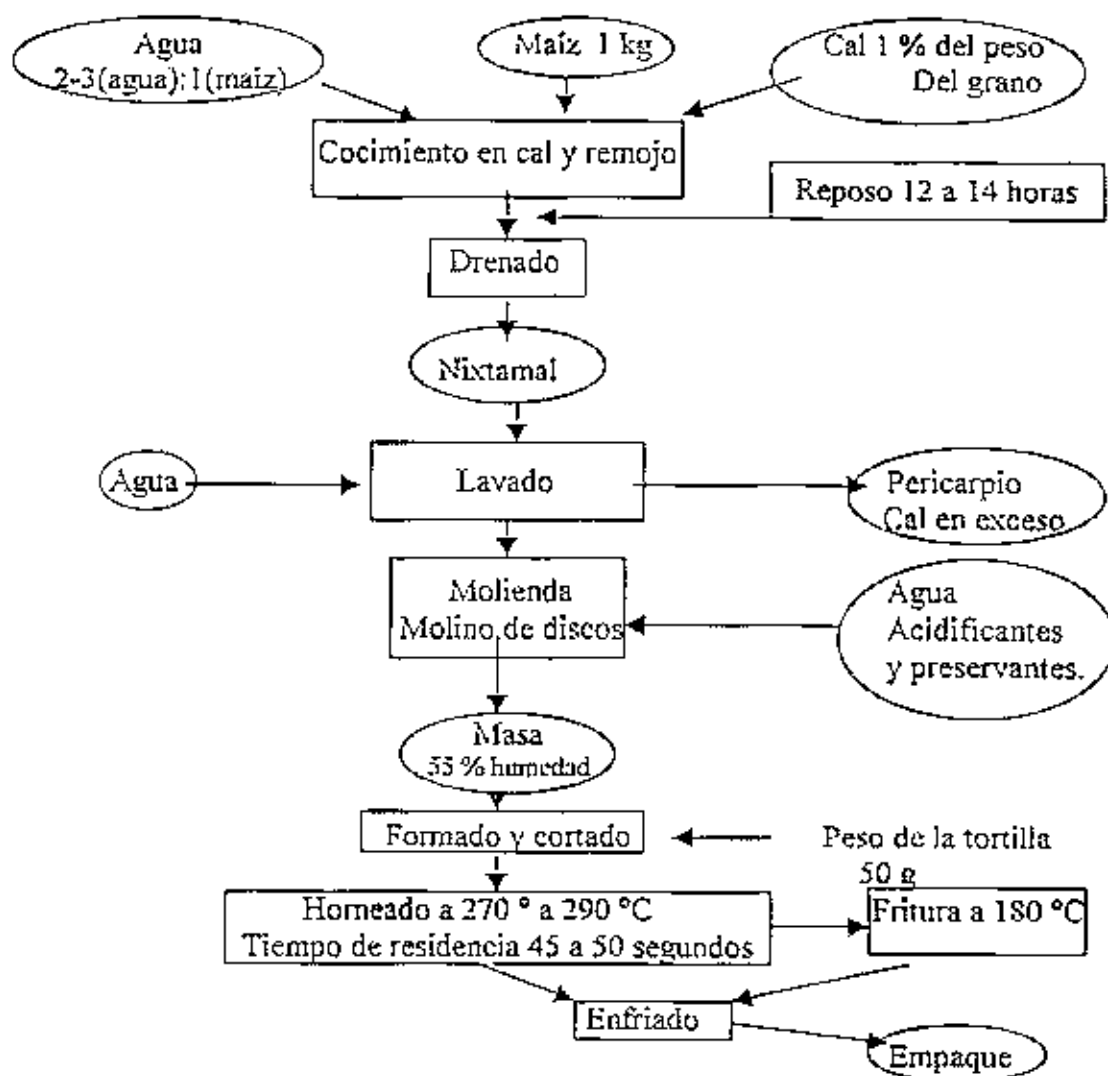 Agua
2-3(agua):1(maiz)
Maíz 1 kg
Cal 1 % del peso
Del grano
Cocimiento en cal y remojo
Reposo 12 a 14 horas
Drenado
Nixtamal
Agua
Lavado
Pericarpio
Cal en exceso
Molienda
Molino de discos
Agua
Acidificantes
y preservantes.
Masa
55 % humedad
Formado y cortado
Peso de la tortilla
50 g
Horneado a 270 ° a 290 °C
Tiempo de residencia 45 a 50 segundos
Fritura a 180 °C
Enfriado
Empaque